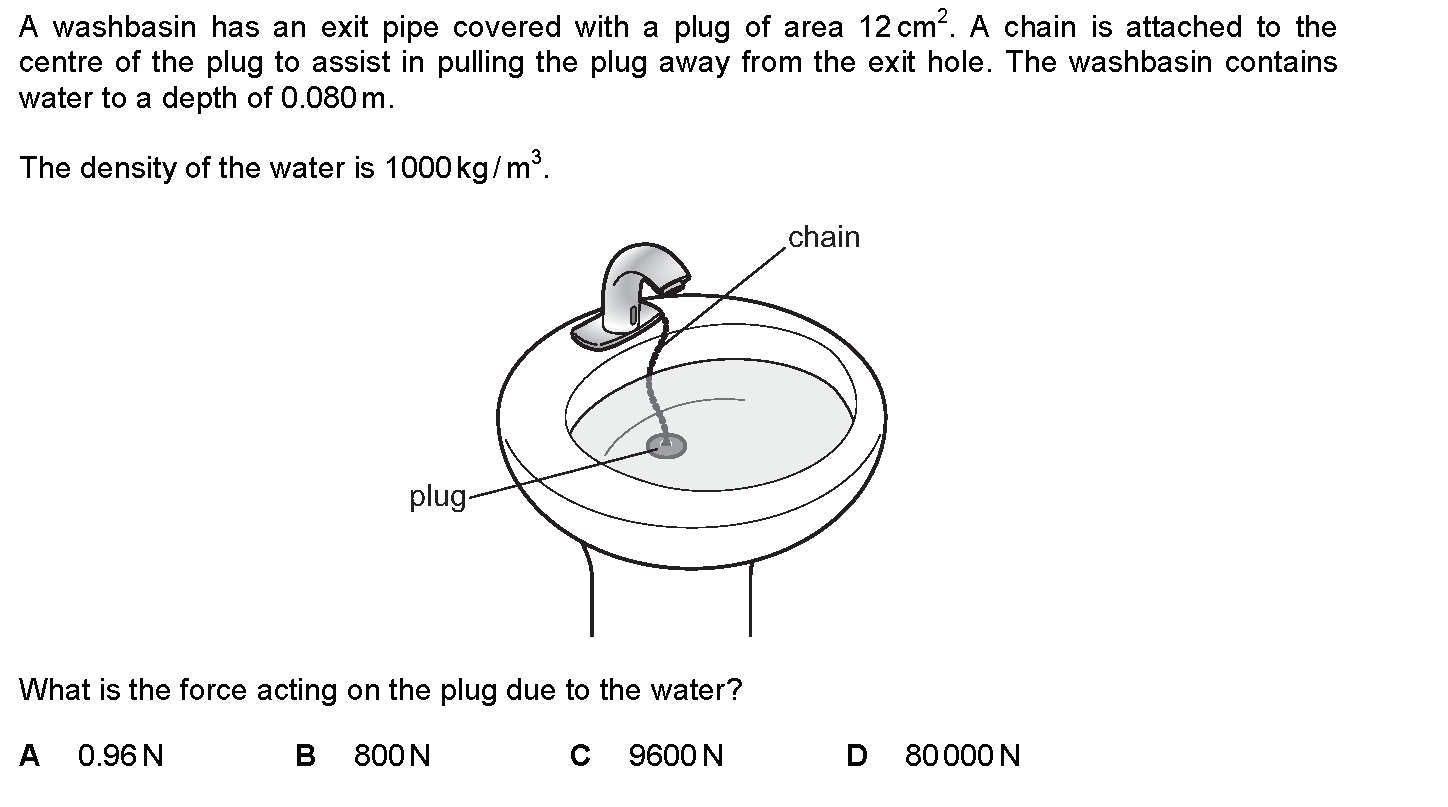 A washbasin has an exit pipe covered with a plug of area 12 cm². A chain is attached to the
centre of the plug to assist in pulling the plug away from the exit hole. The washbasin contains
water to a depth of 0.080 m.
The density of the water is 1000 kg / m³.
chain
plug
What is the force acting on the plug due to the water?
A 0.96 N B 800 N C 9600 N D 80 000 N